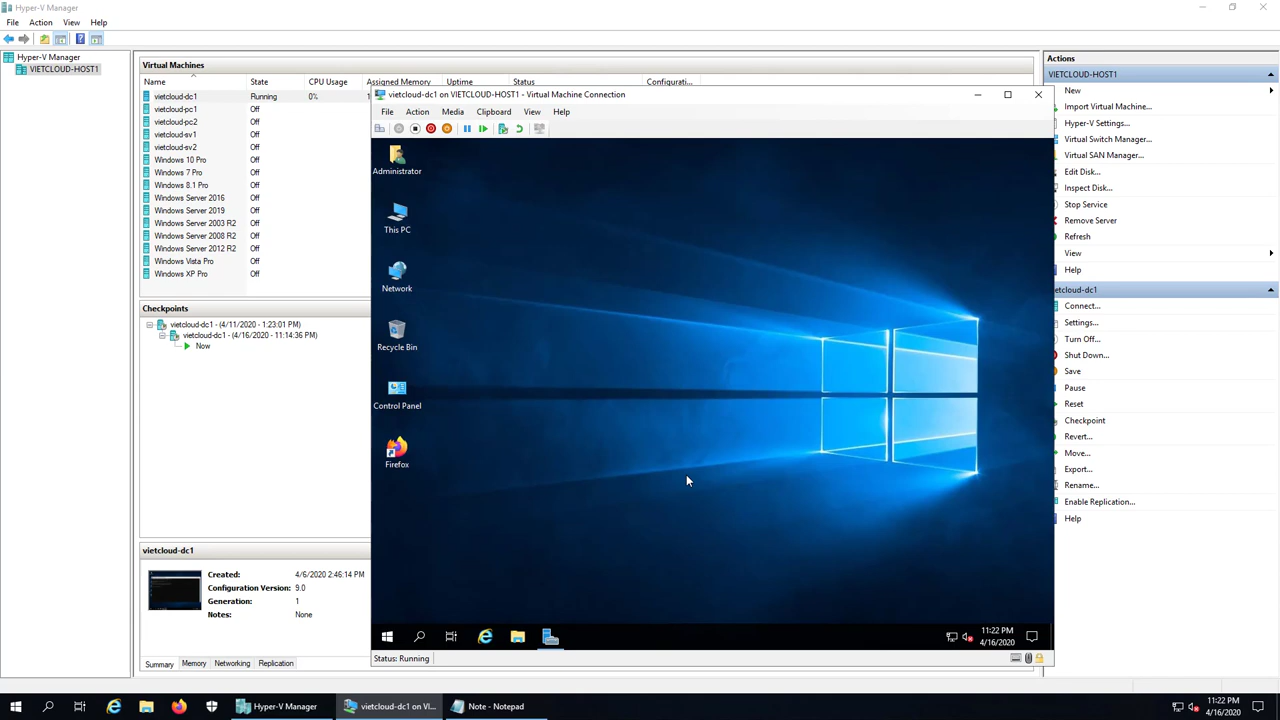 Hyper-V Manager
File Action View Help
Hyper-V Manager
VIETCLOUD-HOST1
Virtual Machines
Name State CPU Usage Assigned Memory Uptime Status Configurati...
vietcloud-dc1 Running 0%
vietcloud-pc1 Off
vietcloud-pc2 Off
vietcloud-sv1 Off
vietcloud-sv2 Off
Windows 10 Pro Off
Windows 7 Pro Off
Windows 8.1 Pro Off
Windows Server 2016 Off
Windows Server 2019 Off
Windows Server 2003 R2 Off
Windows Server 2008 R2 Off
Windows Server 2012 R2 Off
Windows Vista Pro Off
Windows XP Pro Off
Checkpoints
vietcloud-dc1 - (4/11/2020 - 1:23:01 PM)
vietcloud-dc1 - (4/16/2020 - 11:14:36 PM)
Now
vietcloud-dc1
Created: 4/6/2020 2:46:14 PM
Configuration Version: 9.0
Generation: 1
Notes: None
Summary Memory Networking Replication
vietcloud-dc1 on VIETCLOUD-HOST1 - Virtual Machine Connection
File Action Media Clipboard View Help
Administrator
This PC
Network
Recycle Bin
Control Panel
Firefox
11:22 PM
4/16/2020
Status: Running
Actions
VIETCLOUD-HOST1
New
Import Virtual Machine...
Hyper-V Settings...
Virtual Switch Manager...
Virtual SAN Manager...
Edit Disk...
Inspect Disk...
Stop Service
Remove Server
Refresh
View
Help
etcloud-dc1
Connect...
Settings...
Turn Off...
Shut Down...
Save
Pause
Reset
Checkpoint
Revert...
Move...
Export...
Rename...
Enable Replication...
Help
Hyper-V Manager
vietcloud-dc1 on VI...
Note - Notepad
11:22 PM
4/16/2020